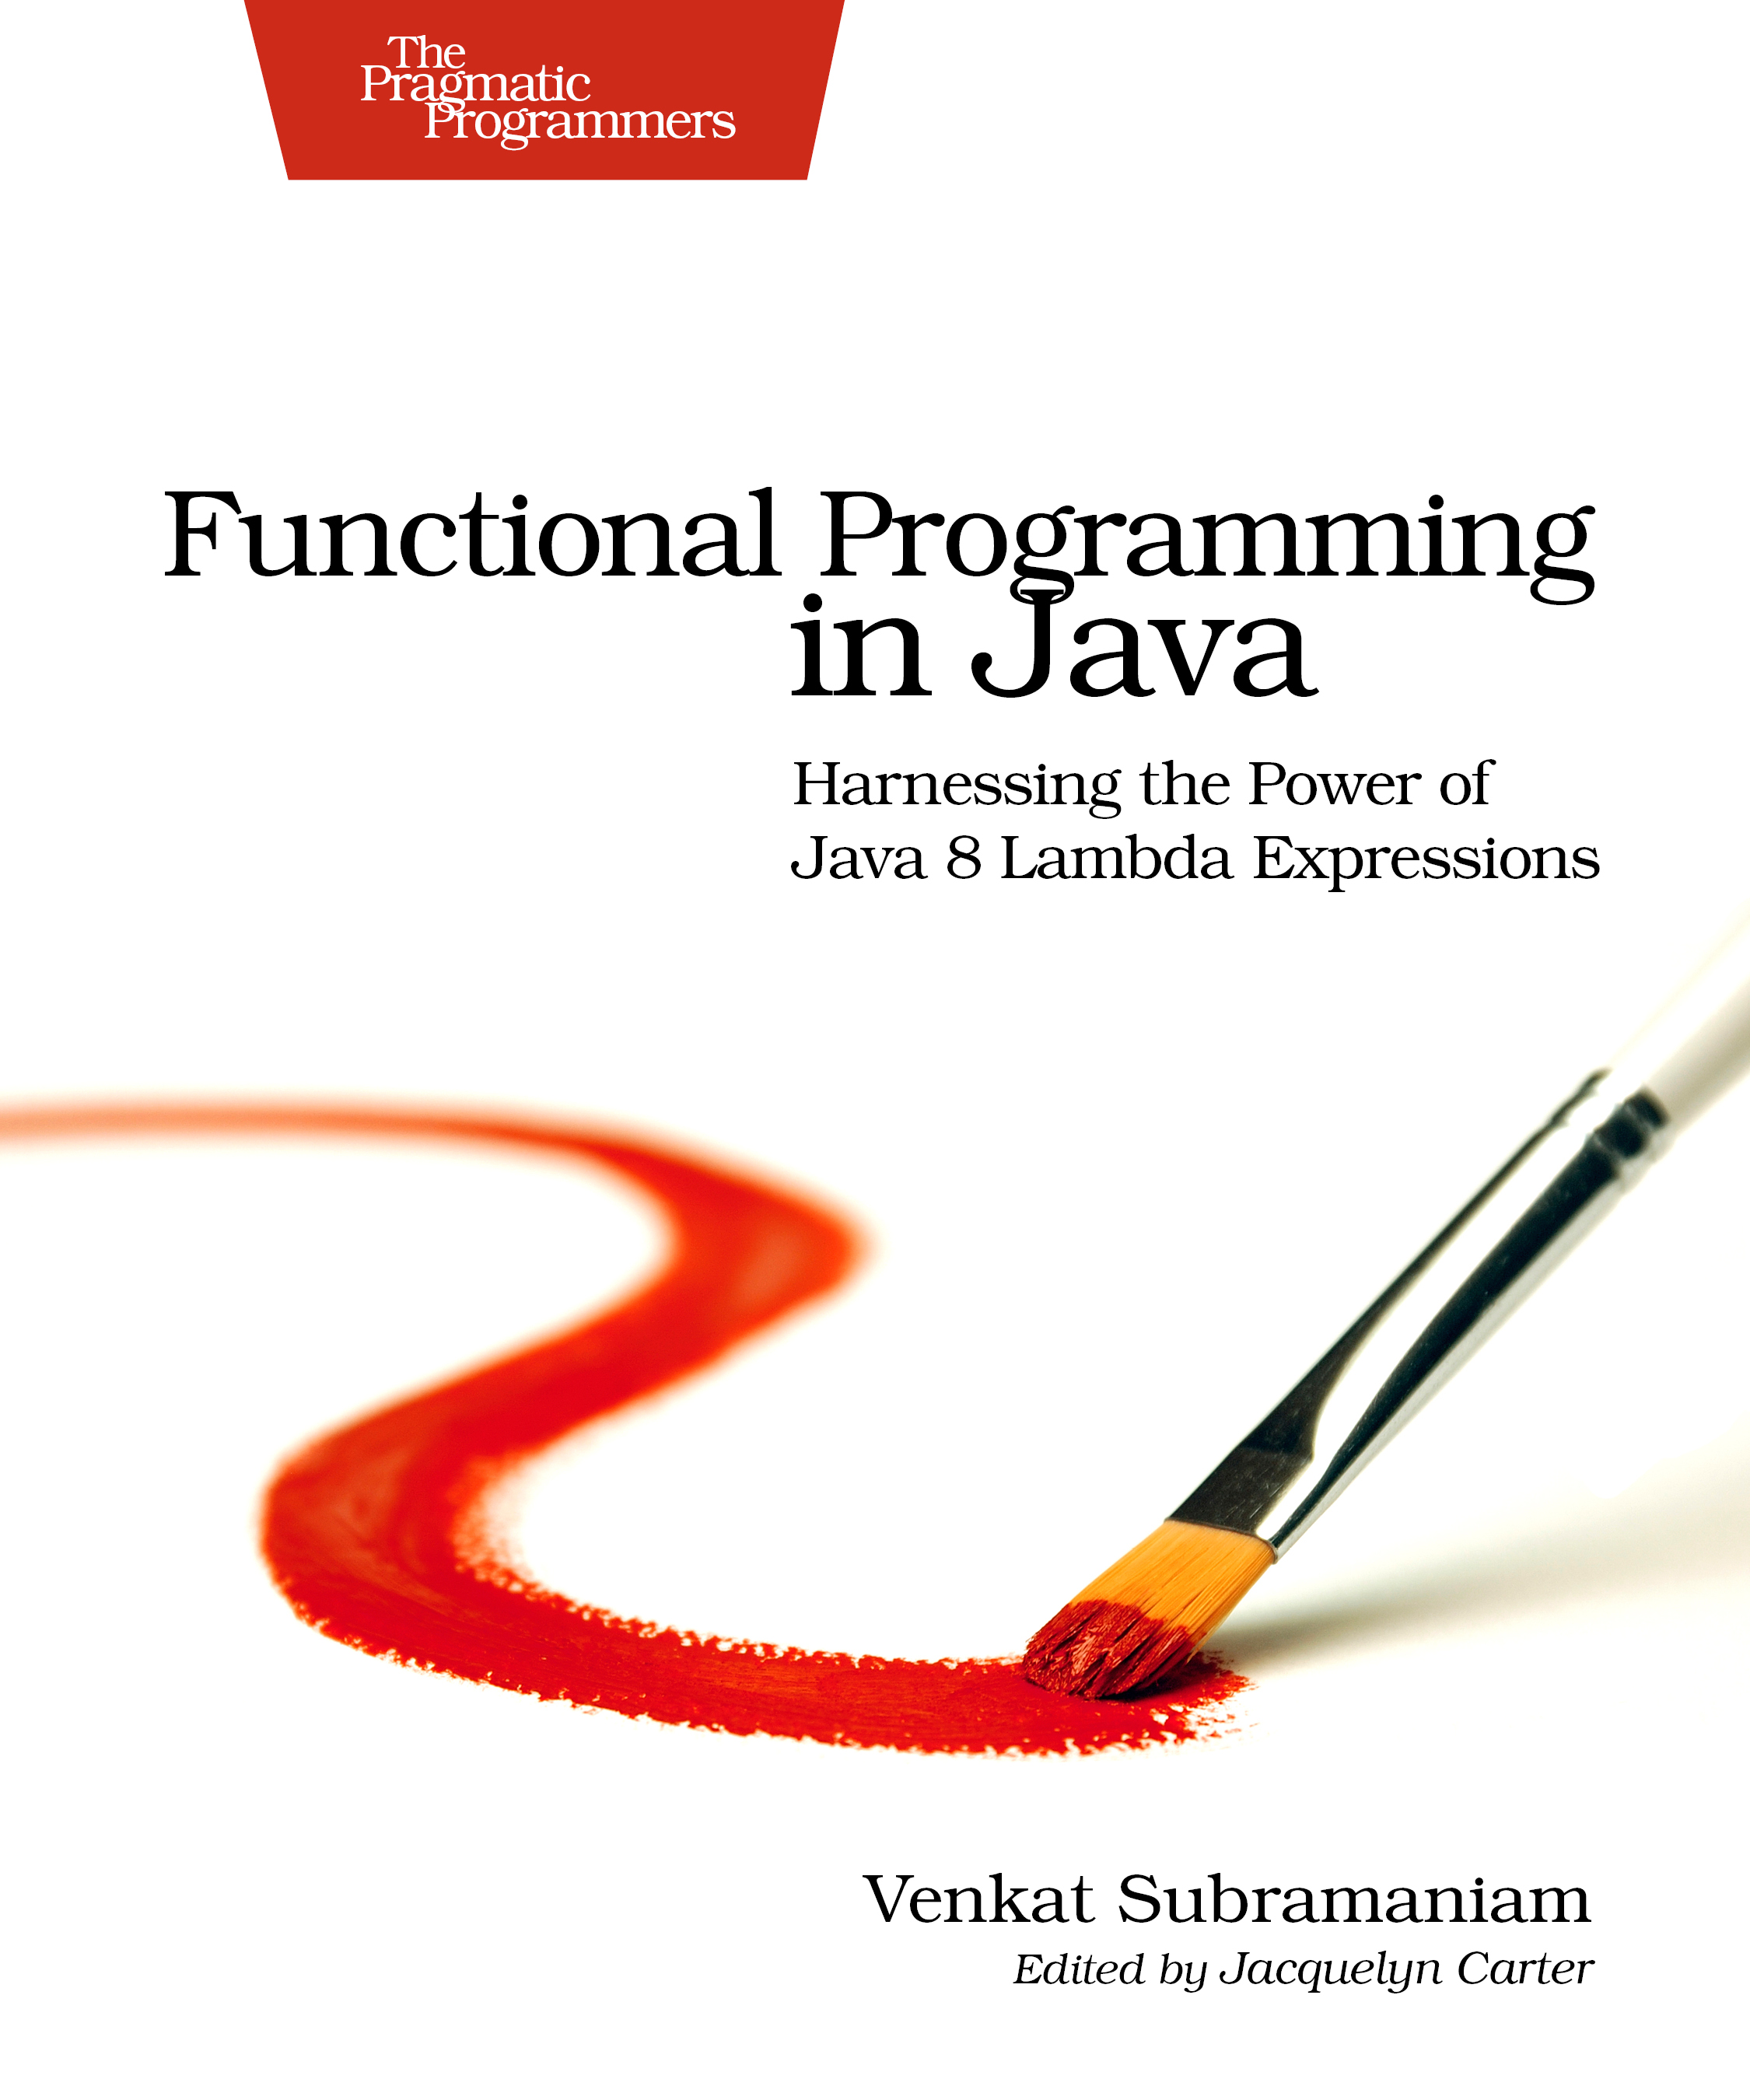 The
Pragmatic
Programmers
Functional Programming
in Java
Harnessing the Power of
Java 8 Lambda Expressions
Venkat Subramaniam
Edited by Jacquelyn Carter